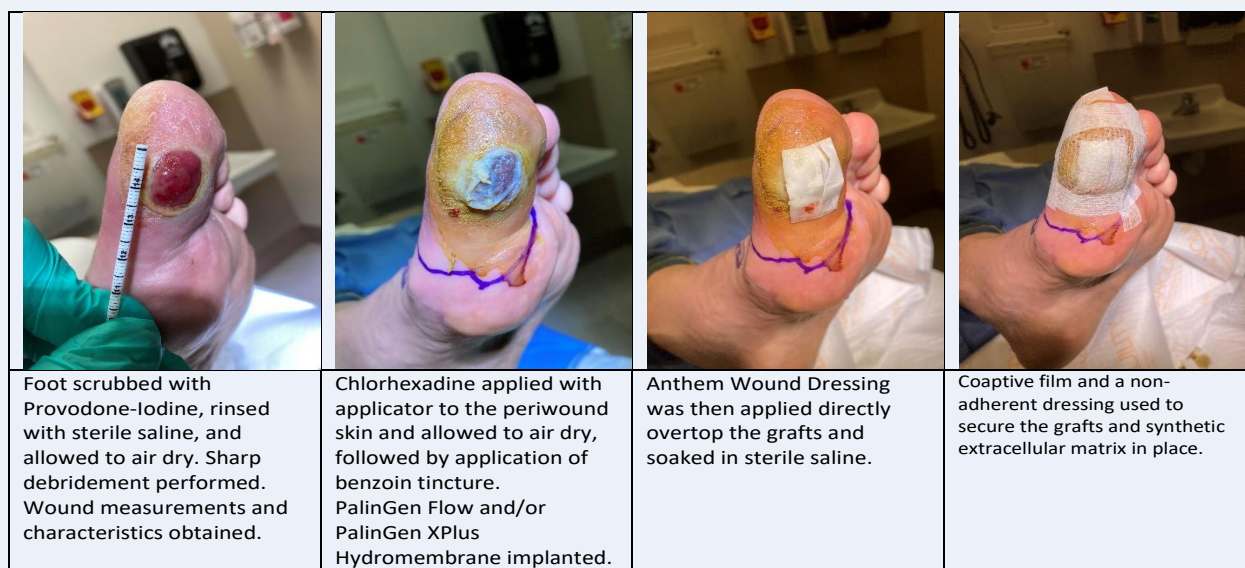 Foot scrubbed with
Provodone-Iodine, rinsed
with sterile saline, and
allowed to air dry. Sharp
debridement performed.
Wound measurements and
characteristics obtained.
Chlorhexadine applied with
applicator to the periwound
skin and allowed to air dry,
followed by application of
benzoin tincture.
PalinGen Flow and/or
PalinGen XPlus
Hydromembrane implanted.
Anthem Wound Dressing
was then applied directly
overtop the grafts and
soaked in sterile saline.
Coaptive film and a non-
adherent dressing used to
secure the grafts and synthetic
extracellular matrix in place.